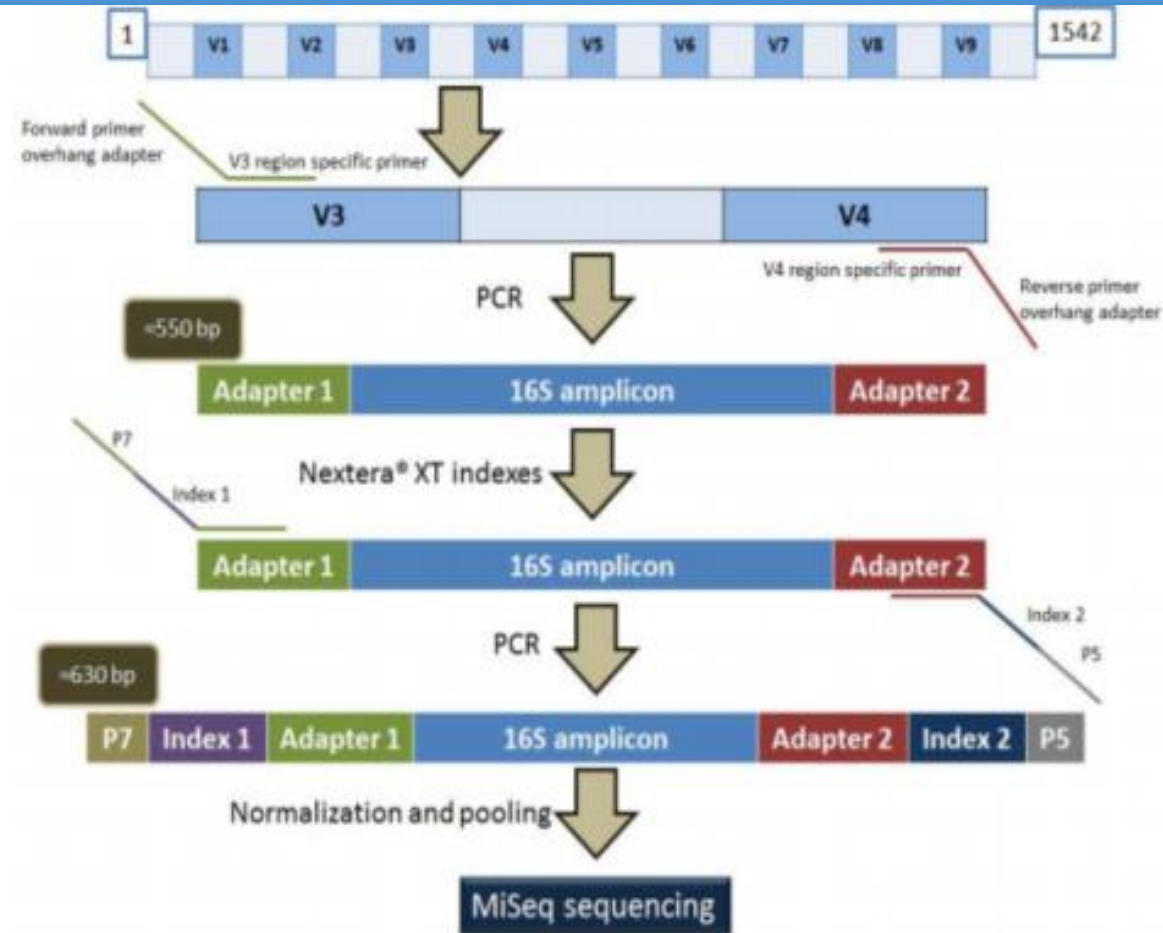 1
V1 V2 V3 V4 V5 V6 V7 V8 V9
1542
Forward primer
overhang adapter
V3 region specific primer
V3
V4
V4 region specific primer
Reverse primer
overhang adapter
PCR
≈550 bp
Adapter 1 16S amplicon Adapter 2
P7
Index 1
Nextera® XT indexes
Adapter 1 16S amplicon Adapter 2
Index 2
P5
PCR
≈630 bp
P7 Index 1 Adapter 1 16S amplicon Adapter 2 Index 2 P5
Normalization and pooling
MiSeq sequencing